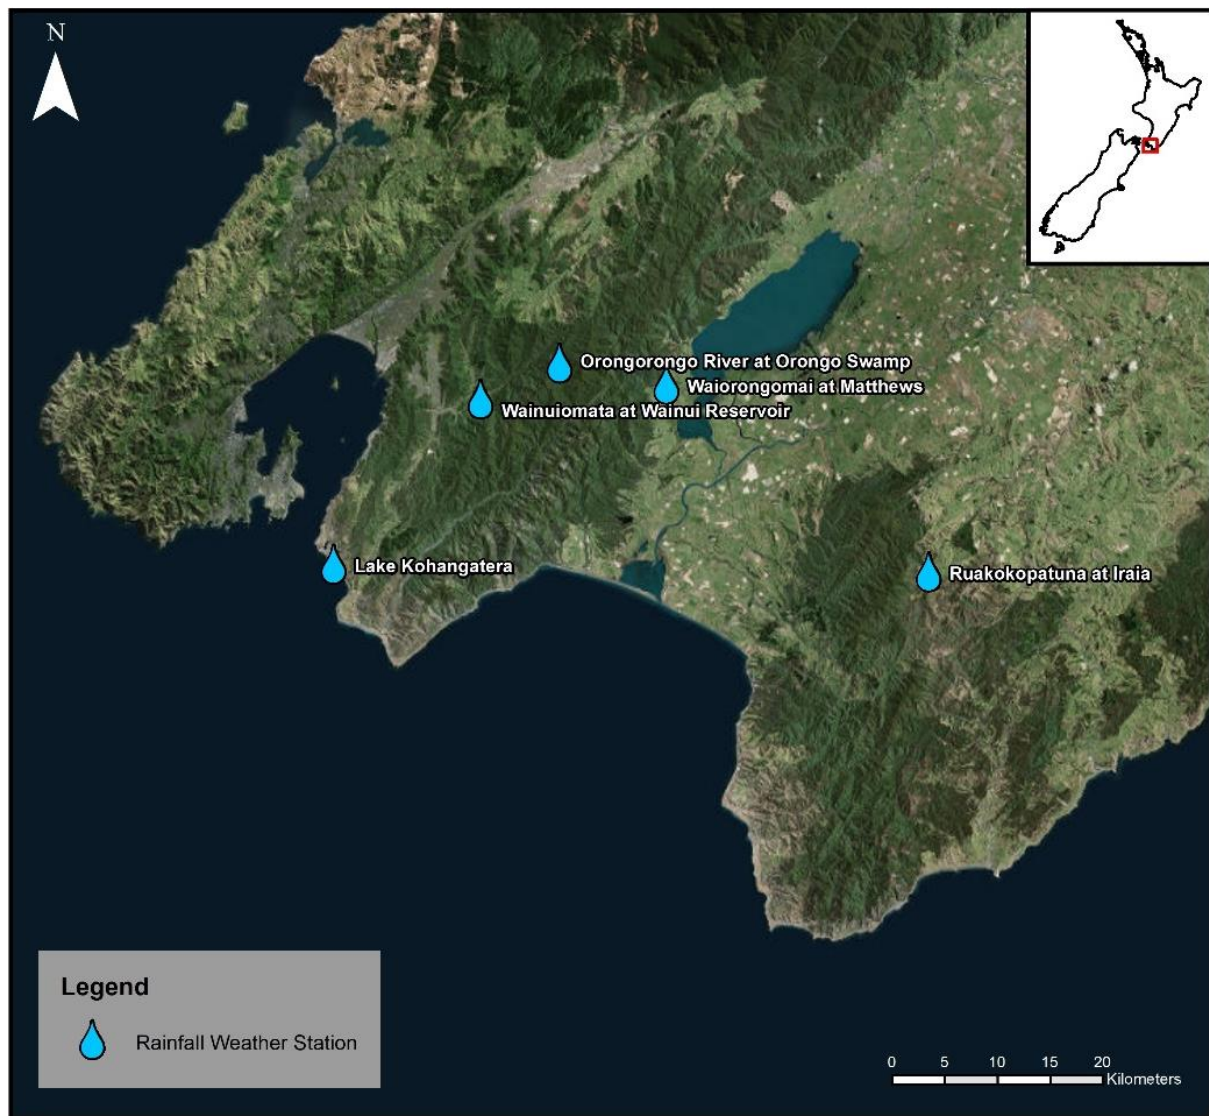 N
Orongorongo River at Orongo Swamp
Waiorongomai at Matthews
Wainuiomata at Wainui Reservoir
Lake Kohangatera
Ruakokopatuna at Iraia
Legend
Rainfall Weather Station
0 5 10 15 20
Kilometers